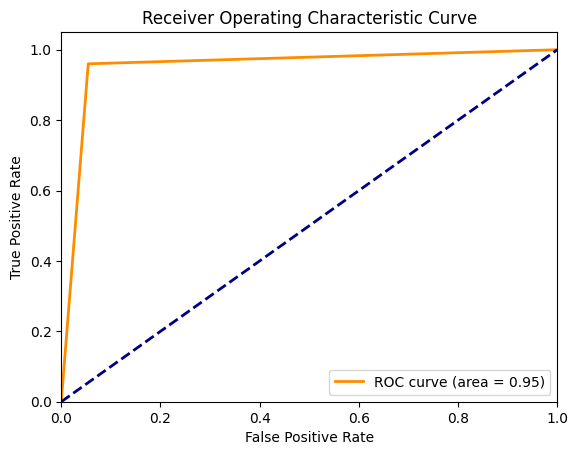 Receiver Operating Characteristic Curve
1.0
0.8
0.6
0.4
0.2
0.0
True Positive Rate
ROC curve (area = 0.95)
0.0 0.2 0.4 0.6 0.8 1.0
False Positive Rate